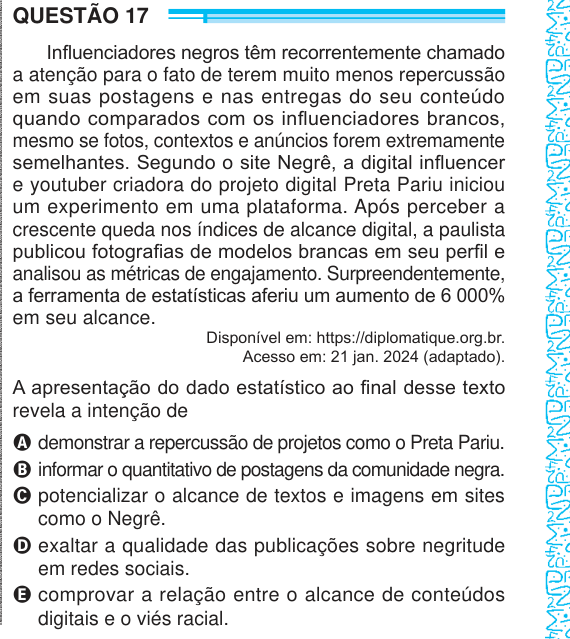 QUESTÃO 17
Influenciadores negros têm recorrentemente chamado
a atenção para o fato de terem muito menos repercussão
em suas postagens e nas entregas do seu conteúdo
quando comparados com os influenciadores brancos,
mesmo se fotos, contextos e anúncios forem extremamente
semelhantes. Segundo o site Negrê, a digital influencer
e youtuber criadora do projeto digital Preta Pariu iniciou
um experimento em uma plataforma. Após perceber a
crescente queda nos índices de alcance digital, a paulista
publicou fotografias de modelos brancas em seu perfil e
analisou as métricas de engajamento. Surpreendentemente,
a ferramenta de estatísticas aferiu um aumento de 6 000%
em seu alcance.
Disponível em: https://diplomatique.org.br.
Acesso em: 21 jan. 2024 (adaptado).
A apresentação do dado estatístico ao final desse texto
revela a intenção de
A demonstrar a repercussão de projetos como o Preta Pariu.
B informar o quantitativo de postagens da comunidade negra.
C potencializar o alcance de textos e imagens em sites
como o Negrê.
D exaltar a qualidade das publicações sobre negritude
em redes sociais.
E comprovar a relação entre o alcance de conteúdos
digitais e o viés racial.